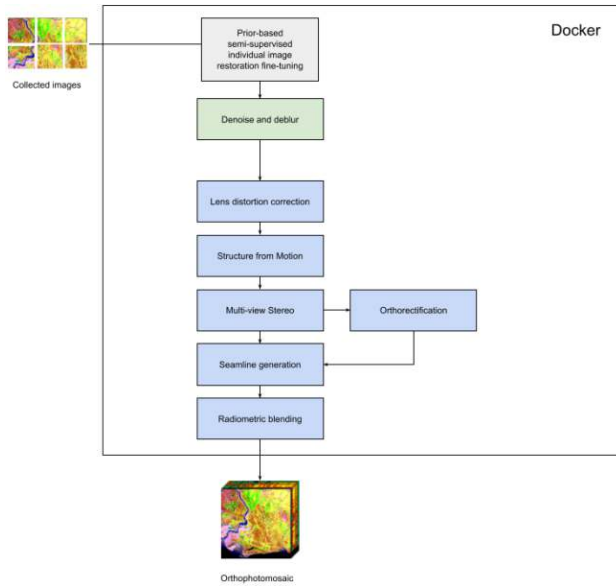 Docker
Collected images
Prior-based
semi-supervised
individual image
restoration fine-tuning
Denoise and deblur
Lens distortion correction
Structure from Motion
Multi-view Stereo
Orthorectification
Seamline generation
Radiometric blending
Orthophotomosaic